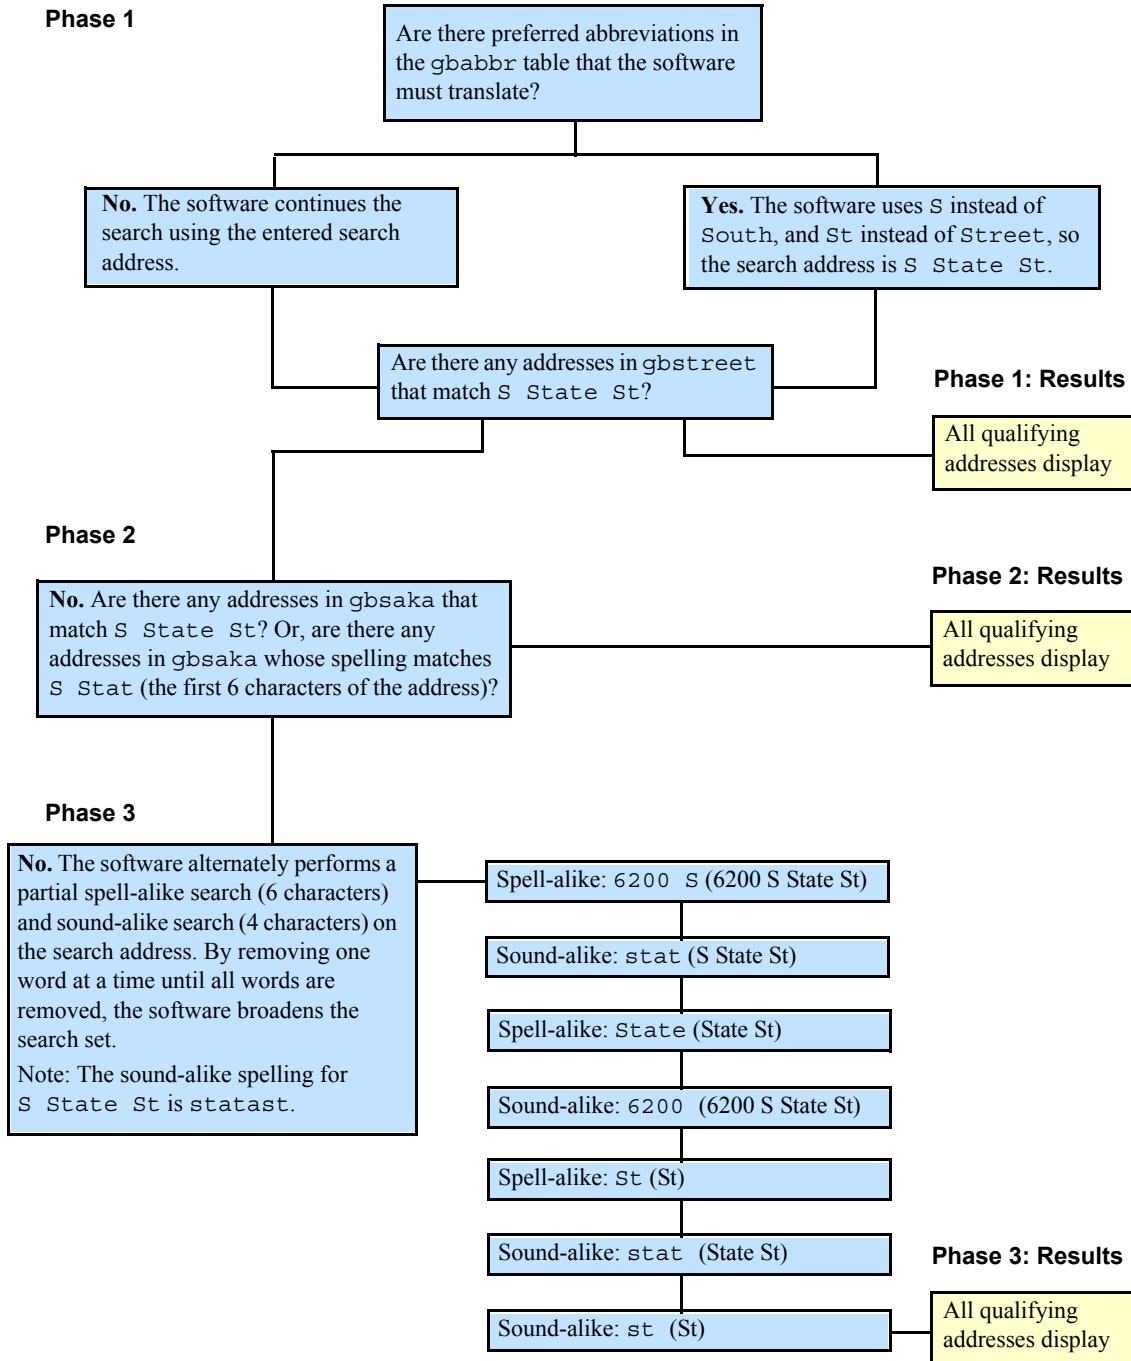 Phase 1
Are there preferred abbreviations in
the gbabbr table that the software
must translate?
No. The software continues the
search using the entered search
address.
Yes. The software uses S instead of
South, and St instead of Street, so
the search address is S State St.
Are there any addresses in gbstreet
that match S State St?
Phase 1: Results
All qualifying
addresses display
Phase 2
No. Are there any addresses in gbsaka that
match S State St? Or, are there any
addresses in gbsaka whose spelling matches
S Stat (the first 6 characters of the address)?
Phase 2: Results
All qualifying
addresses display
Phase 3
No. The software alternately performs a
partial spell-alike search (6 characters)
and sound-alike search (4 characters) on
the search address. By removing one
word at a time until all words are
removed, the software broadens the
search set.
Note: The sound-alike spelling for
S State St is statast.
Spell-alike: 6200 S (6200 S State St)
Sound-alike: stat (S State St)
Spell-alike: State (State St)
Sound-alike: 6200 (6200 S State St)
Spell-alike: St (St)
Sound-alike: stat (State St)
Sound-alike: st (St)
Phase 3: Results
All qualifying
addresses display